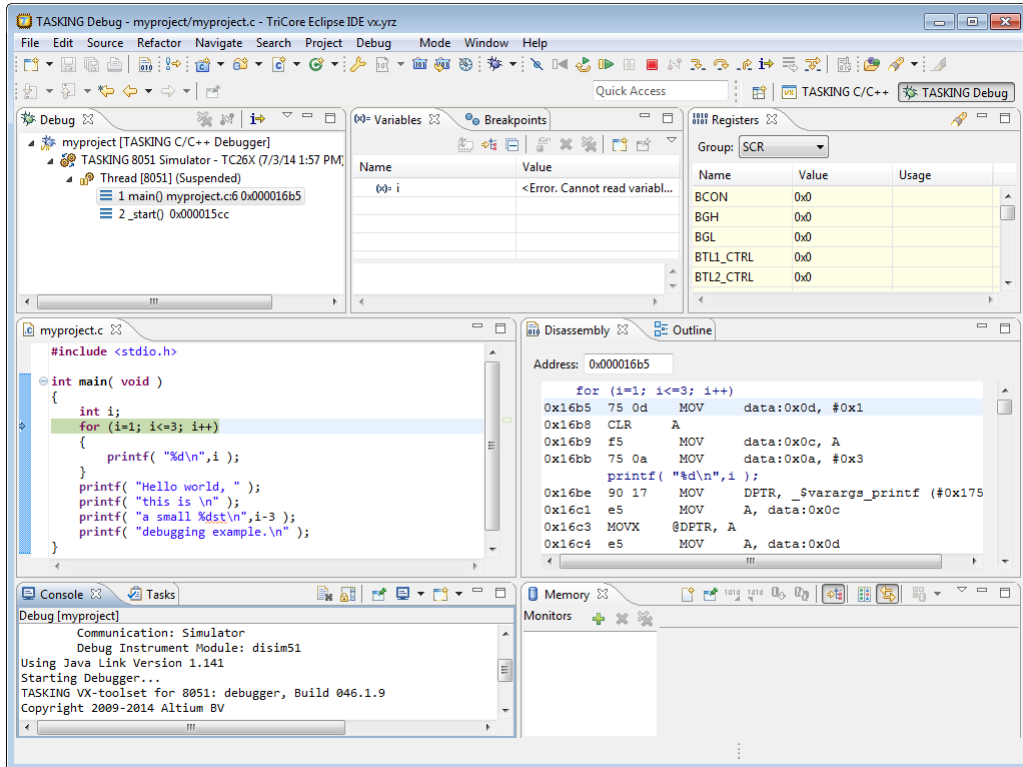 TASKING Debug - myproject/myproject.c - TriCore Eclipse IDE vx.yrz
File Edit Source Refactor Navigate Search Project Debug Mode Window Help
Quick Access TASKING C/C++ TASKING Debug
Debug
myproject [TASKING C/C++ Debugger]
TASKING 8051 Simulator - TC26X (7/3/14 1:57 PM)
Thread [8051] (Suspended)
1 main() myproject.c:6 0x000016b5
2 _start() 0x000015cc
(x)= Variables Breakpoints
Name Value
(x)= i <Error. Cannot read variabl...
Registers
Group: SCR
Name Value Usage
BCON 0x0
BGH 0x0
BGL 0x0
BTL1_CTRL 0x0
BTL2_CTRL 0x0
myproject.c
#include <stdio.h>
int main( void )
{
int i;
for (i=1; i<=3; i++)
{
printf( "%d\n",i );
}
printf( "Hello world, " );
printf( "this is \n" );
printf( "a small %dst\n",i-3 );
printf( "debugging example.\n" );
}
Disassembly Outline
Address: 0x000016b5
for (i=1; i<=3; i++)
0x16b5 75 0d MOV data:0x0d, #0x1
0x16b8 CLR A
0x16b9 f5 MOV data:0x0c, A
0x16bb 75 0a MOV data:0x0a, #0x3
printf( "%d\n",i );
0x16be 90 17 MOV DPTR, _$varargs_printf (#0x175
0x16c1 e5 MOV A, data:0x0c
0x16c3 MOVX @DPTR, A
0x16c4 e5 MOV A, data:0x0d
Console Tasks
Debug [myproject]
Communication: Simulator
Debug Instrument Module: disim51
Using Java Link Version 1.141
Starting Debugger...
TASKING VX-toolset for 8051: debugger, Build 046.1.9
Copyright 2009-2014 Altium BV
Memory
Monitors